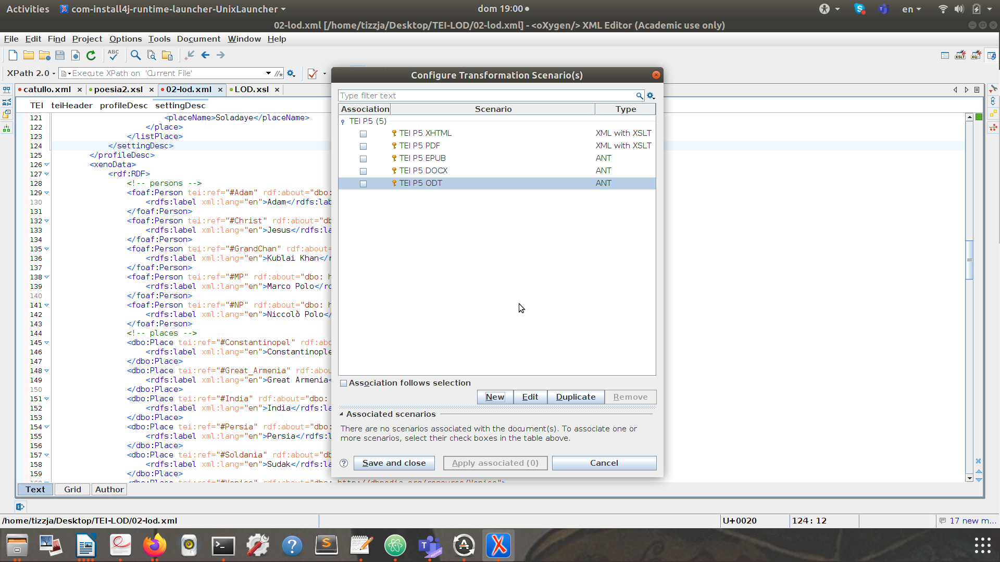 Activities com-install4j-runtime-launcher-UnixLauncher dom 19:00 en
02-lod.xml [/home/tizzja/Desktop/TEI-LOD/02-lod.xml] - <oXygen/> XML Editor (Academic use only)
File Edit Find Project Options Tools Document Window Help
XPath 2.0 Execute XPath on 'Current File'
catullo.xml poesia2.xsl 02-lod.xml LOD.xsl
TEI teiHeader profileDesc settingDesc
121 <placeName>Soladaye</placeName>
122 </place>
123 </listPlace>
124 </settingDesc>
125 </profileDesc>
126 <xenoData>
127 <rdf:RDF>
128 <!-- persons -->
129 <foaf:Person tei:ref="#Adam" rdf:about="dbo:
130 <rdfs:label xml:lang="en">Adam</rdfs:lab
131 </foaf:Person>
132 <foaf:Person tei:ref="#Christ" rdf:about="db
133 <rdfs:label xml:lang="en">Jesus</rdfs:la
134 </foaf:Person>
135 <foaf:Person tei:ref="#GrandChan" rdf:about=
136 <rdfs:label xml:lang="en">Kublai Khan</r
137 </foaf:Person>
138 <foaf:Person tei:ref="#MP" rdf:about="dbo: h
139 <rdfs:label xml:lang="en">Marco Polo</rd
140 </foaf:Person>
141 <foaf:Person tei:ref="#NP" rdf:about="dbo: h
142 <rdfs:label xml:lang="en">Niccolò Polo</
143 </foaf:Person>
144 <!-- places -->
145 <dbo:Place tei:ref="#Constantinopel" rdf:abo
146 <rdfs:label xml:lang="en">Constantinople
147 </dbo:Place>
148 <dbo:Place tei:ref="#Great_Armenia" rdf:abou
149 <rdfs:label xml:lang="en">Great Armenia<
150 </dbo:Place>
151 <dbo:Place tei:ref="#India" rdf:about="dbo:
152 <rdfs:label xml:lang="en">India</rdfs:la
153 </dbo:Place>
154 <dbo:Place tei:ref="#Persia" rdf:about="dbo:
155 <rdfs:label xml:lang="en">Persia</rdfs:l
156 </dbo:Place>
157 <dbo:Place tei:ref="#Soldania" rdf:about="db
158 <rdfs:label xml:lang="en">Sudak</rdfs:la
159 </dbo:Place>
160 <dbo:Place tei:ref="#Venice" rdf:about="dbo: http://dbpedia.org/resource/Venice">
Text Grid Author
Configure Transformation Scenario(s)
Type filter text
Association Scenario Type
TEI P5 (5)
TEI P5 XHTML XML with XSLT
TEI P5 PDF XML with XSLT
TEI P5 EPUB ANT
TEI P5 DOCX ANT
TEI P5 ODT ANT
Association follows selection
New Edit Duplicate Remove
Associated scenarios
There are no scenarios associated with the document(s). To associate one or
more scenarios, select their check boxes in the table above.
Save and close Apply associated (0) Cancel
/home/tizzja/Desktop/TEI-LOD/02-lod.xml U+0020 124 : 12 17 new m...